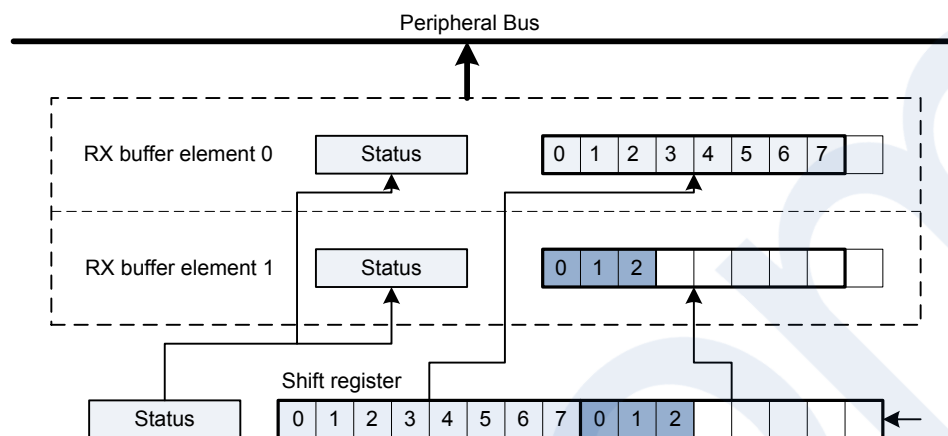 Peripheral Bus
RX buffer element 0 Status 0 1 2 3 4 5 6 7
RX buffer element 1 Status 0 1 2
Shift register
Status 0 1 2 3 4 5 6 7 0 1 2